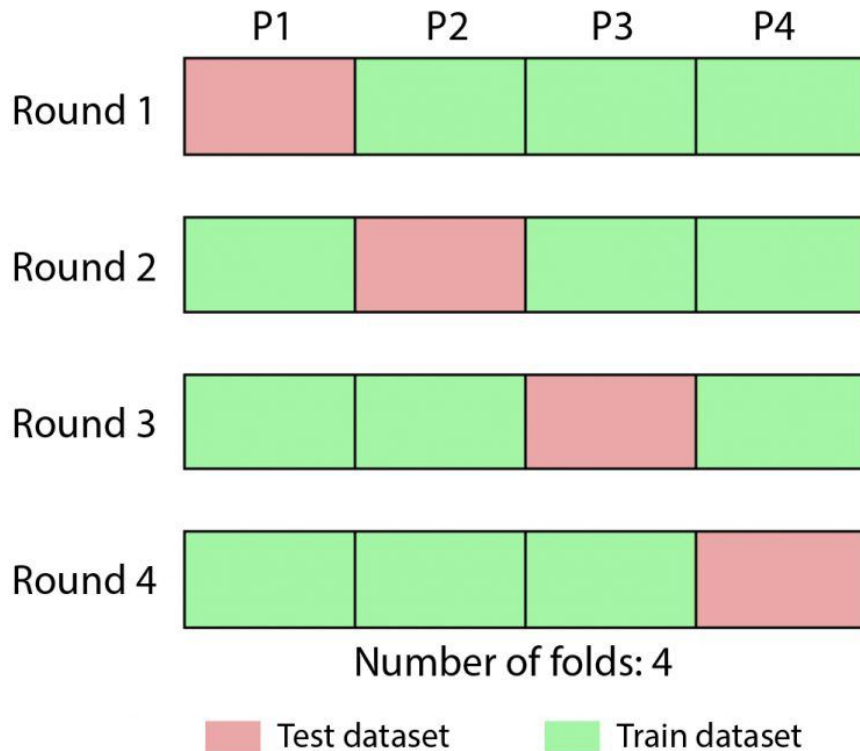 P1 P2 P3 P4
Round 1
Round 2
Round 3
Round 4
Number of folds: 4
Test dataset Train dataset